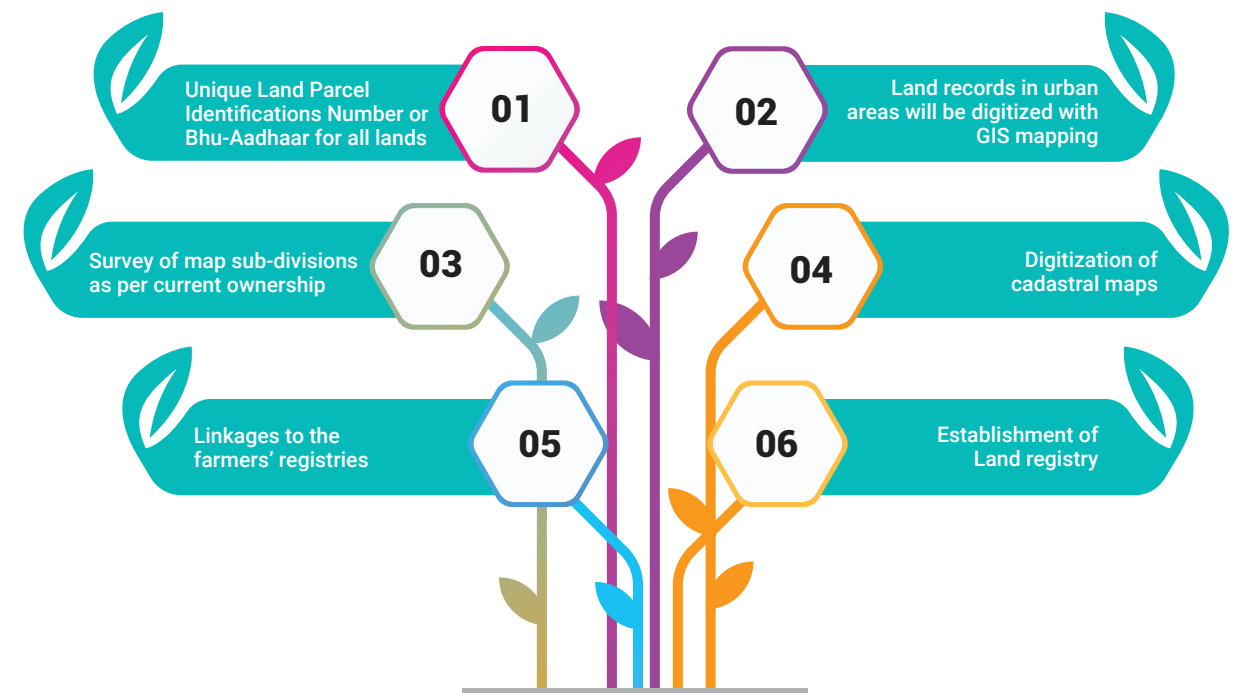 01
Unique Land Parcel
Identifications Number or
Bhu-Aadhaar for all lands
02
Land records in urban
areas will be digitized with
GIS mapping
03
Survey of map sub-divisions
as per current ownership
04
Digitization of
cadastral maps
05
Linkages to the
farmers’ registries
06
Establishment of
Land registry